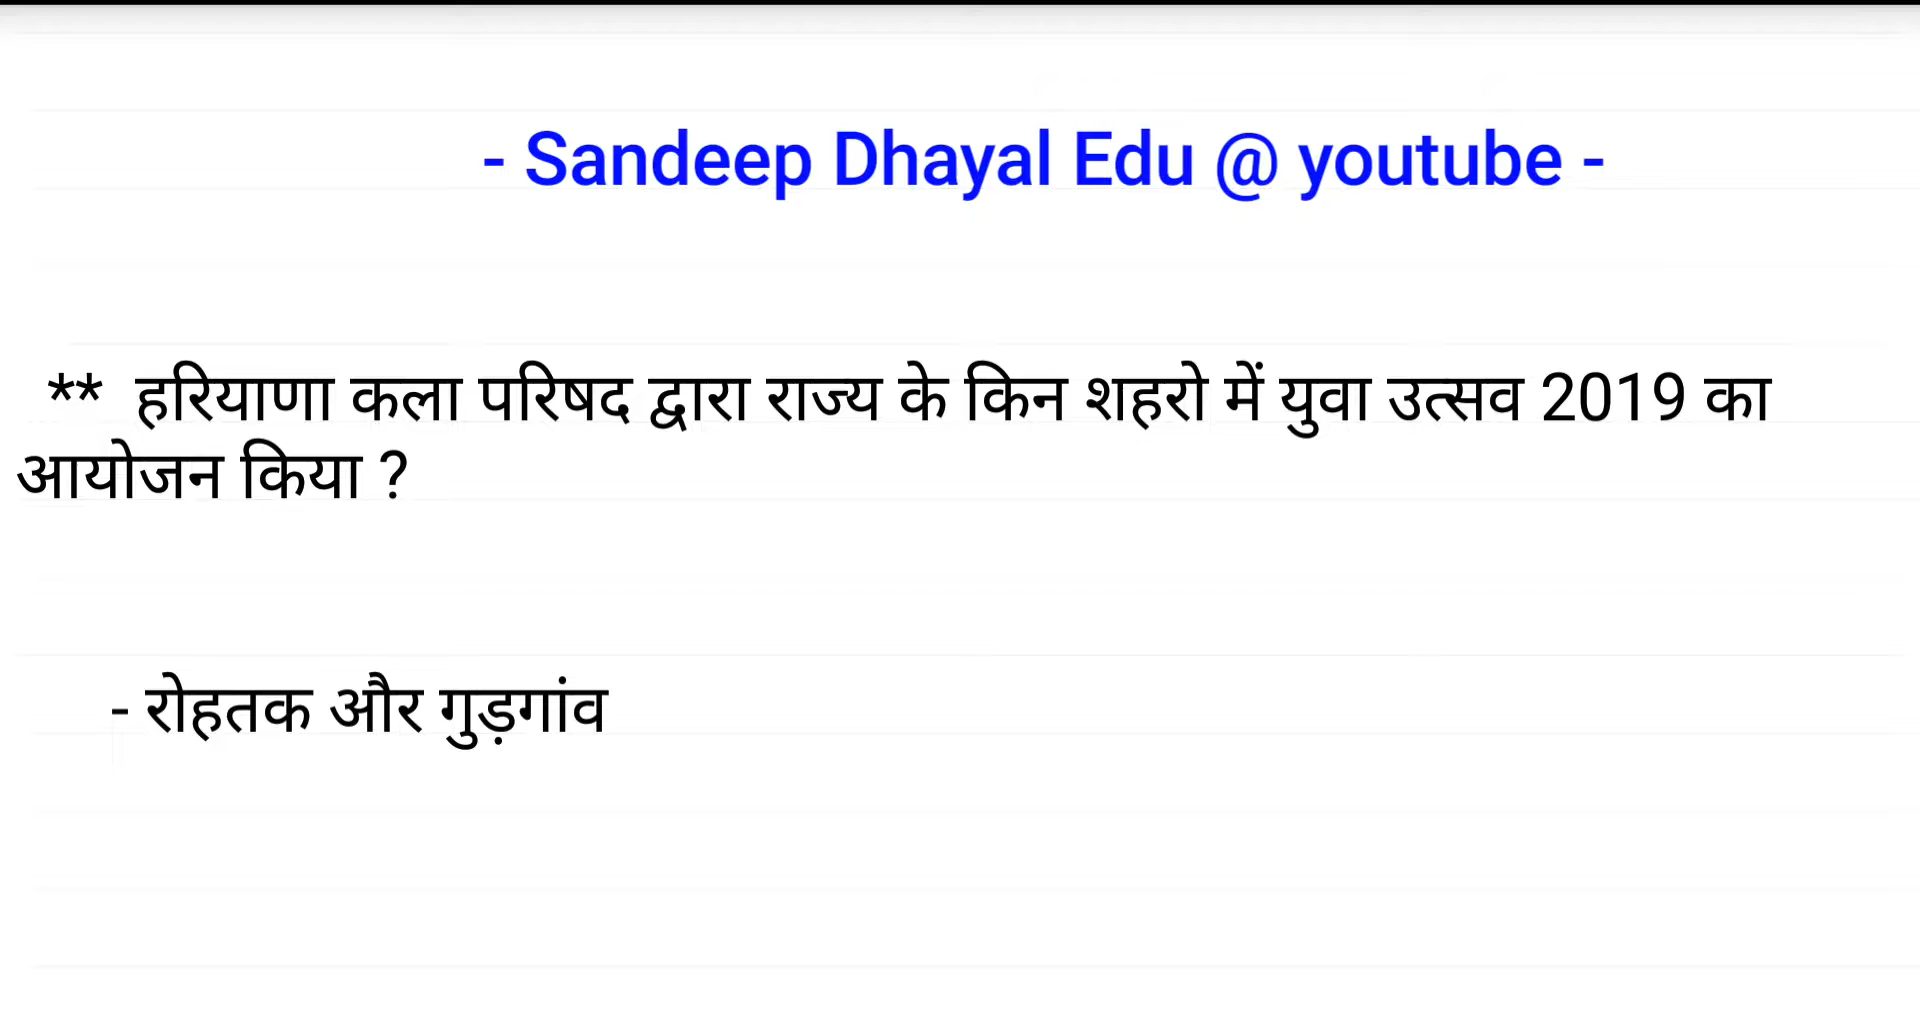 - Sandeep Dhayal Edu @ youtube -
** हरियाणा कला परिषद द्वारा राज्य के किन शहरो में युवा उत्सव 2019 का
आयोजन किया ?
- रोहतक और गुड़गांव